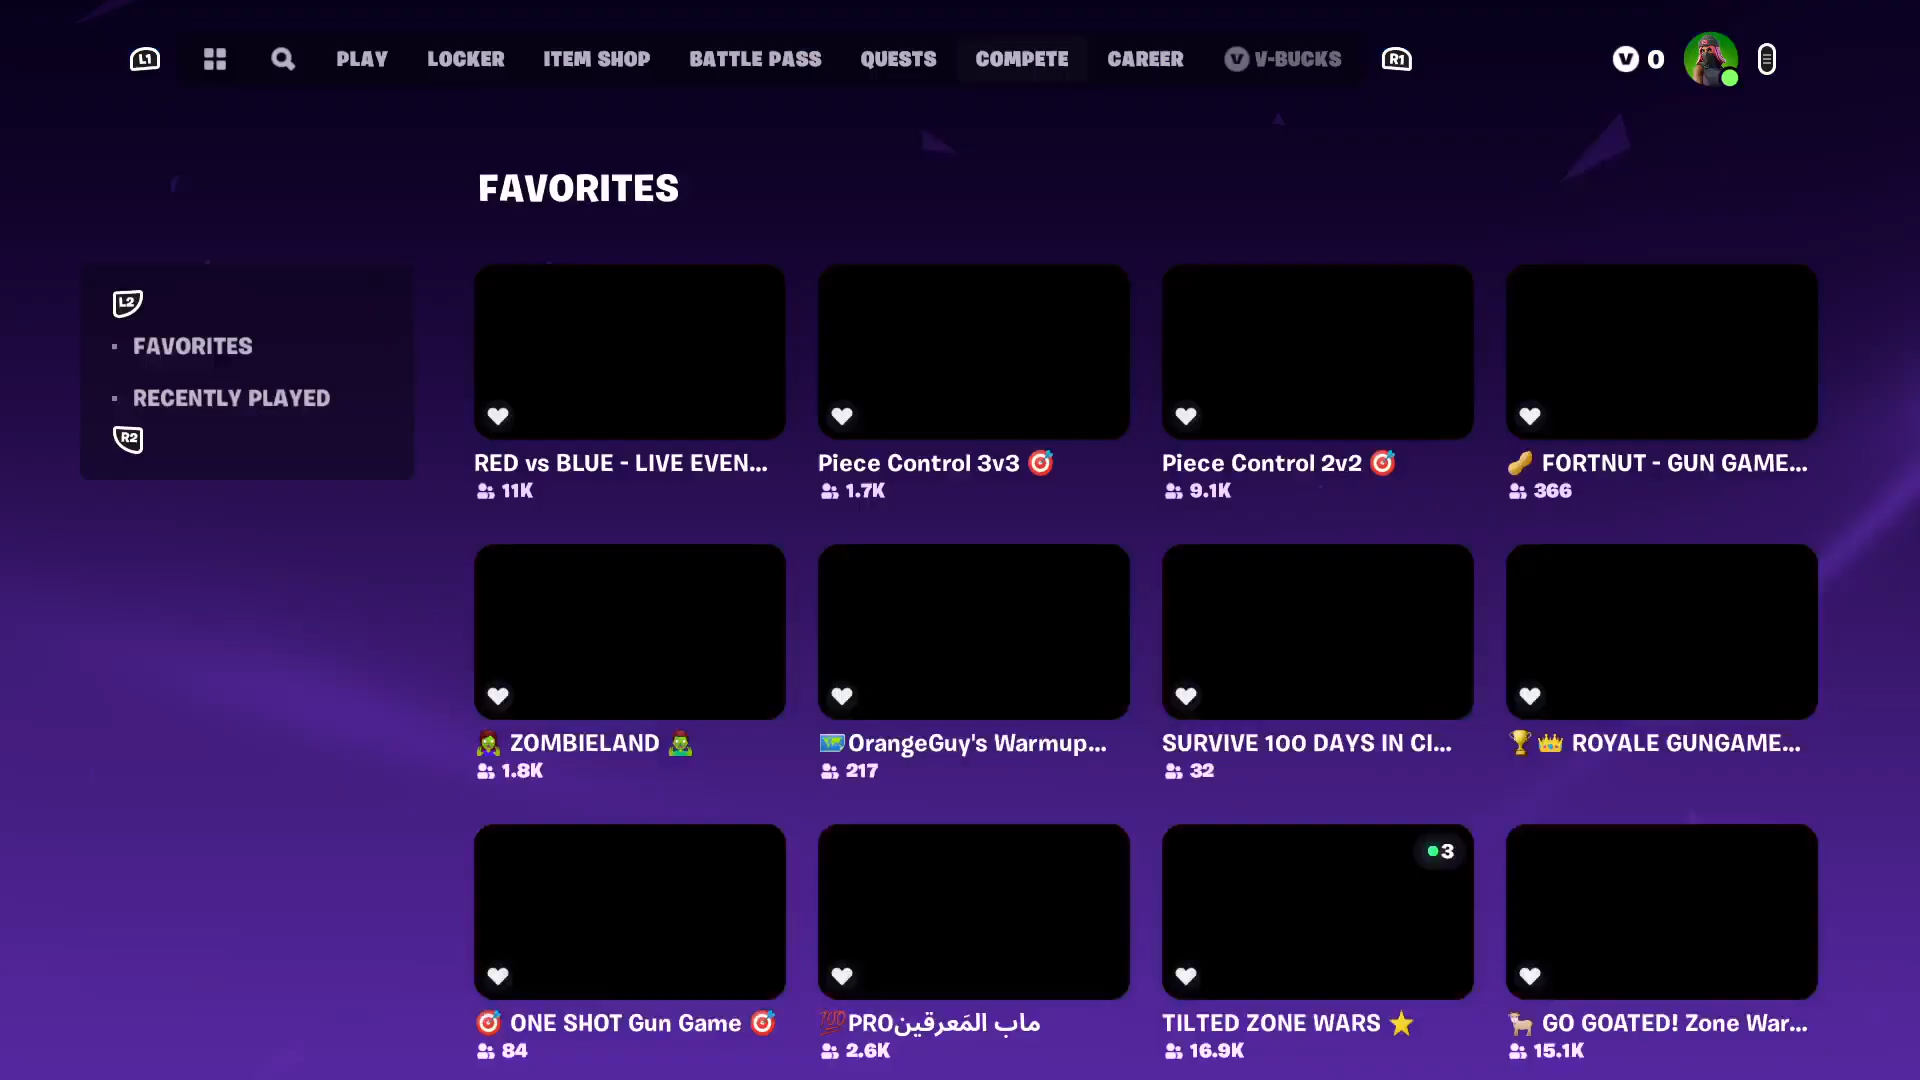 L1 PLAY LOCKER ITEM SHOP BATTLE PASS QUESTS COMPETE CAREER V-BUCKS R1 0
FAVORITES
L2
FAVORITES
RECENTLY PLAYED
R2
RED vs BLUE - LIVE EVEN...
11K
Piece Control 3v3 🎯
1.7K
Piece Control 2v2 🎯
9.1K
🥜 FORTNUT - GUN GAME...
366
🧟‍♀️ ZOMBIELAND 🧟‍♂️
1.8K
🗺️OrangeGuy's Warmup...
217
SURVIVE 100 DAYS IN CI...
32
🏆👑 ROYALE GUNGAME...
🎯 ONE SHOT Gun Game 🎯
84
💯PROماب المَعرقين
2.6K
3
TILTED ZONE WARS ⭐
16.9K
🐐 GO GOATED! Zone War...
15.1K